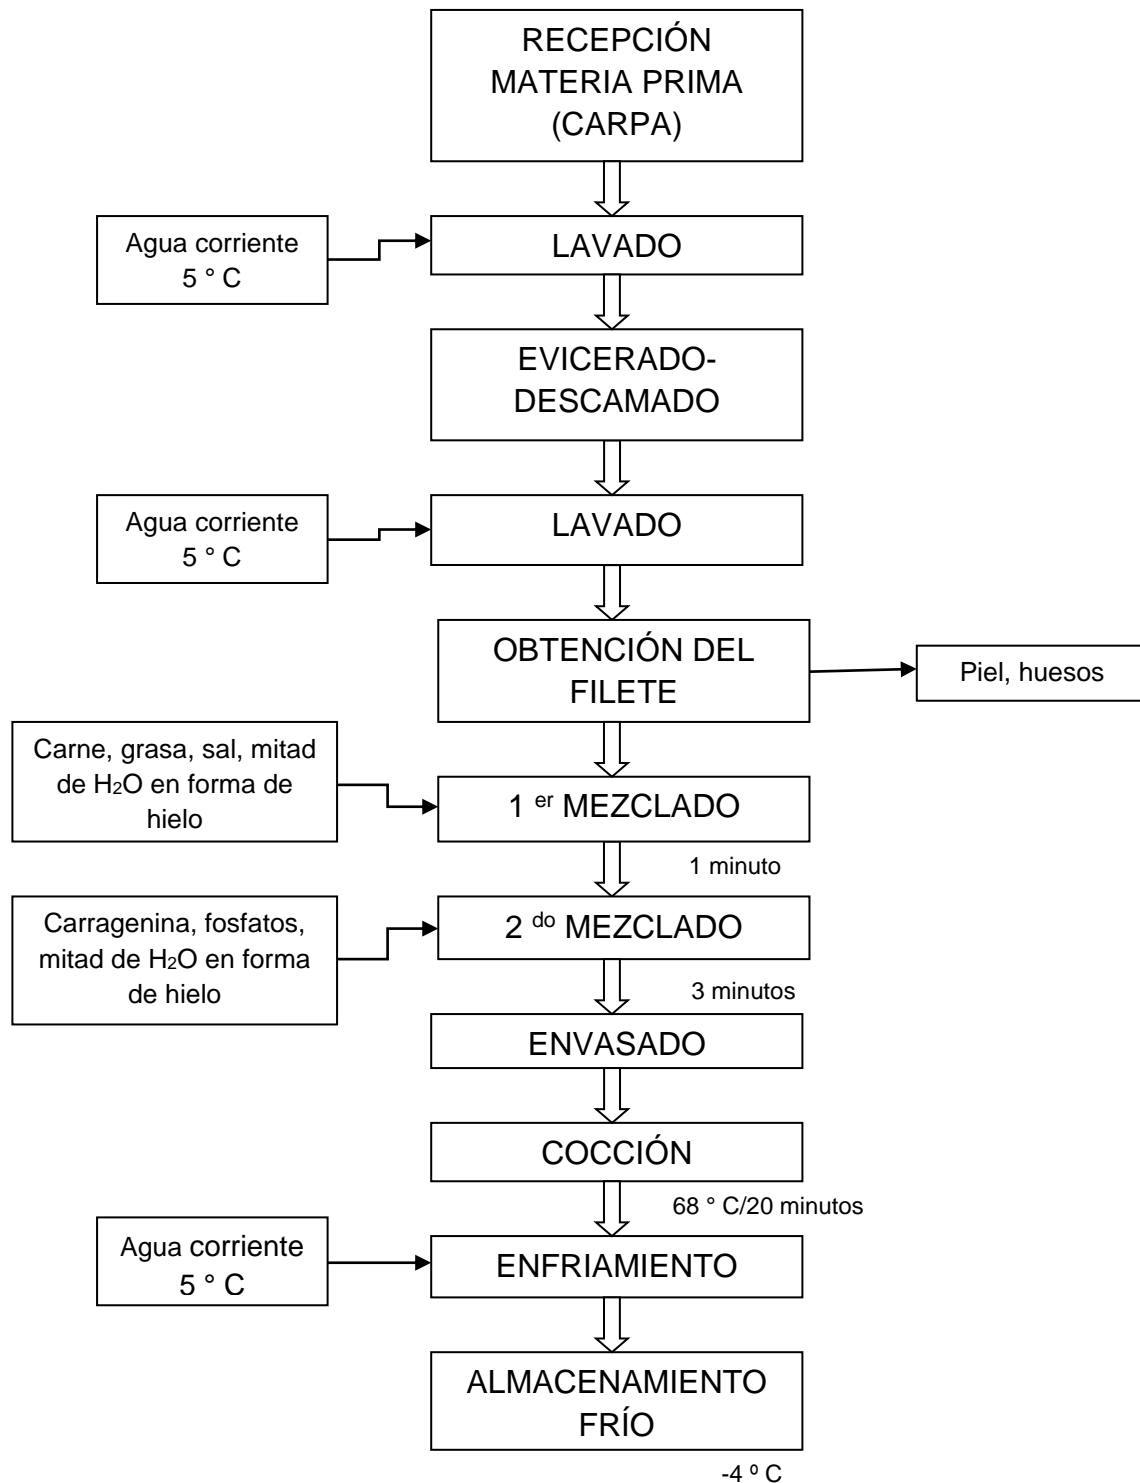 RECEPCIÓN
MATERIA PRIMA
(CARPA)
Agua corriente
5 ° C
LAVADO
EVICERADO-
DESCAMADO
Agua corriente
5 ° C
LAVADO
OBTENCIÓN DEL
FILETE
Piel, huesos
Carne, grasa, sal, mitad
de H2O en forma de
hielo
1 er MEZCLADO
1 minuto
Carragenina, fosfatos,
mitad de H2O en forma
de hielo
2 do MEZCLADO
3 minutos
ENVASADO
COCCIÓN
68 ° C/20 minutos
Agua corriente
5 ° C
ENFRIAMIENTO
ALMACENAMIENTO
FRÍO
-4 º C